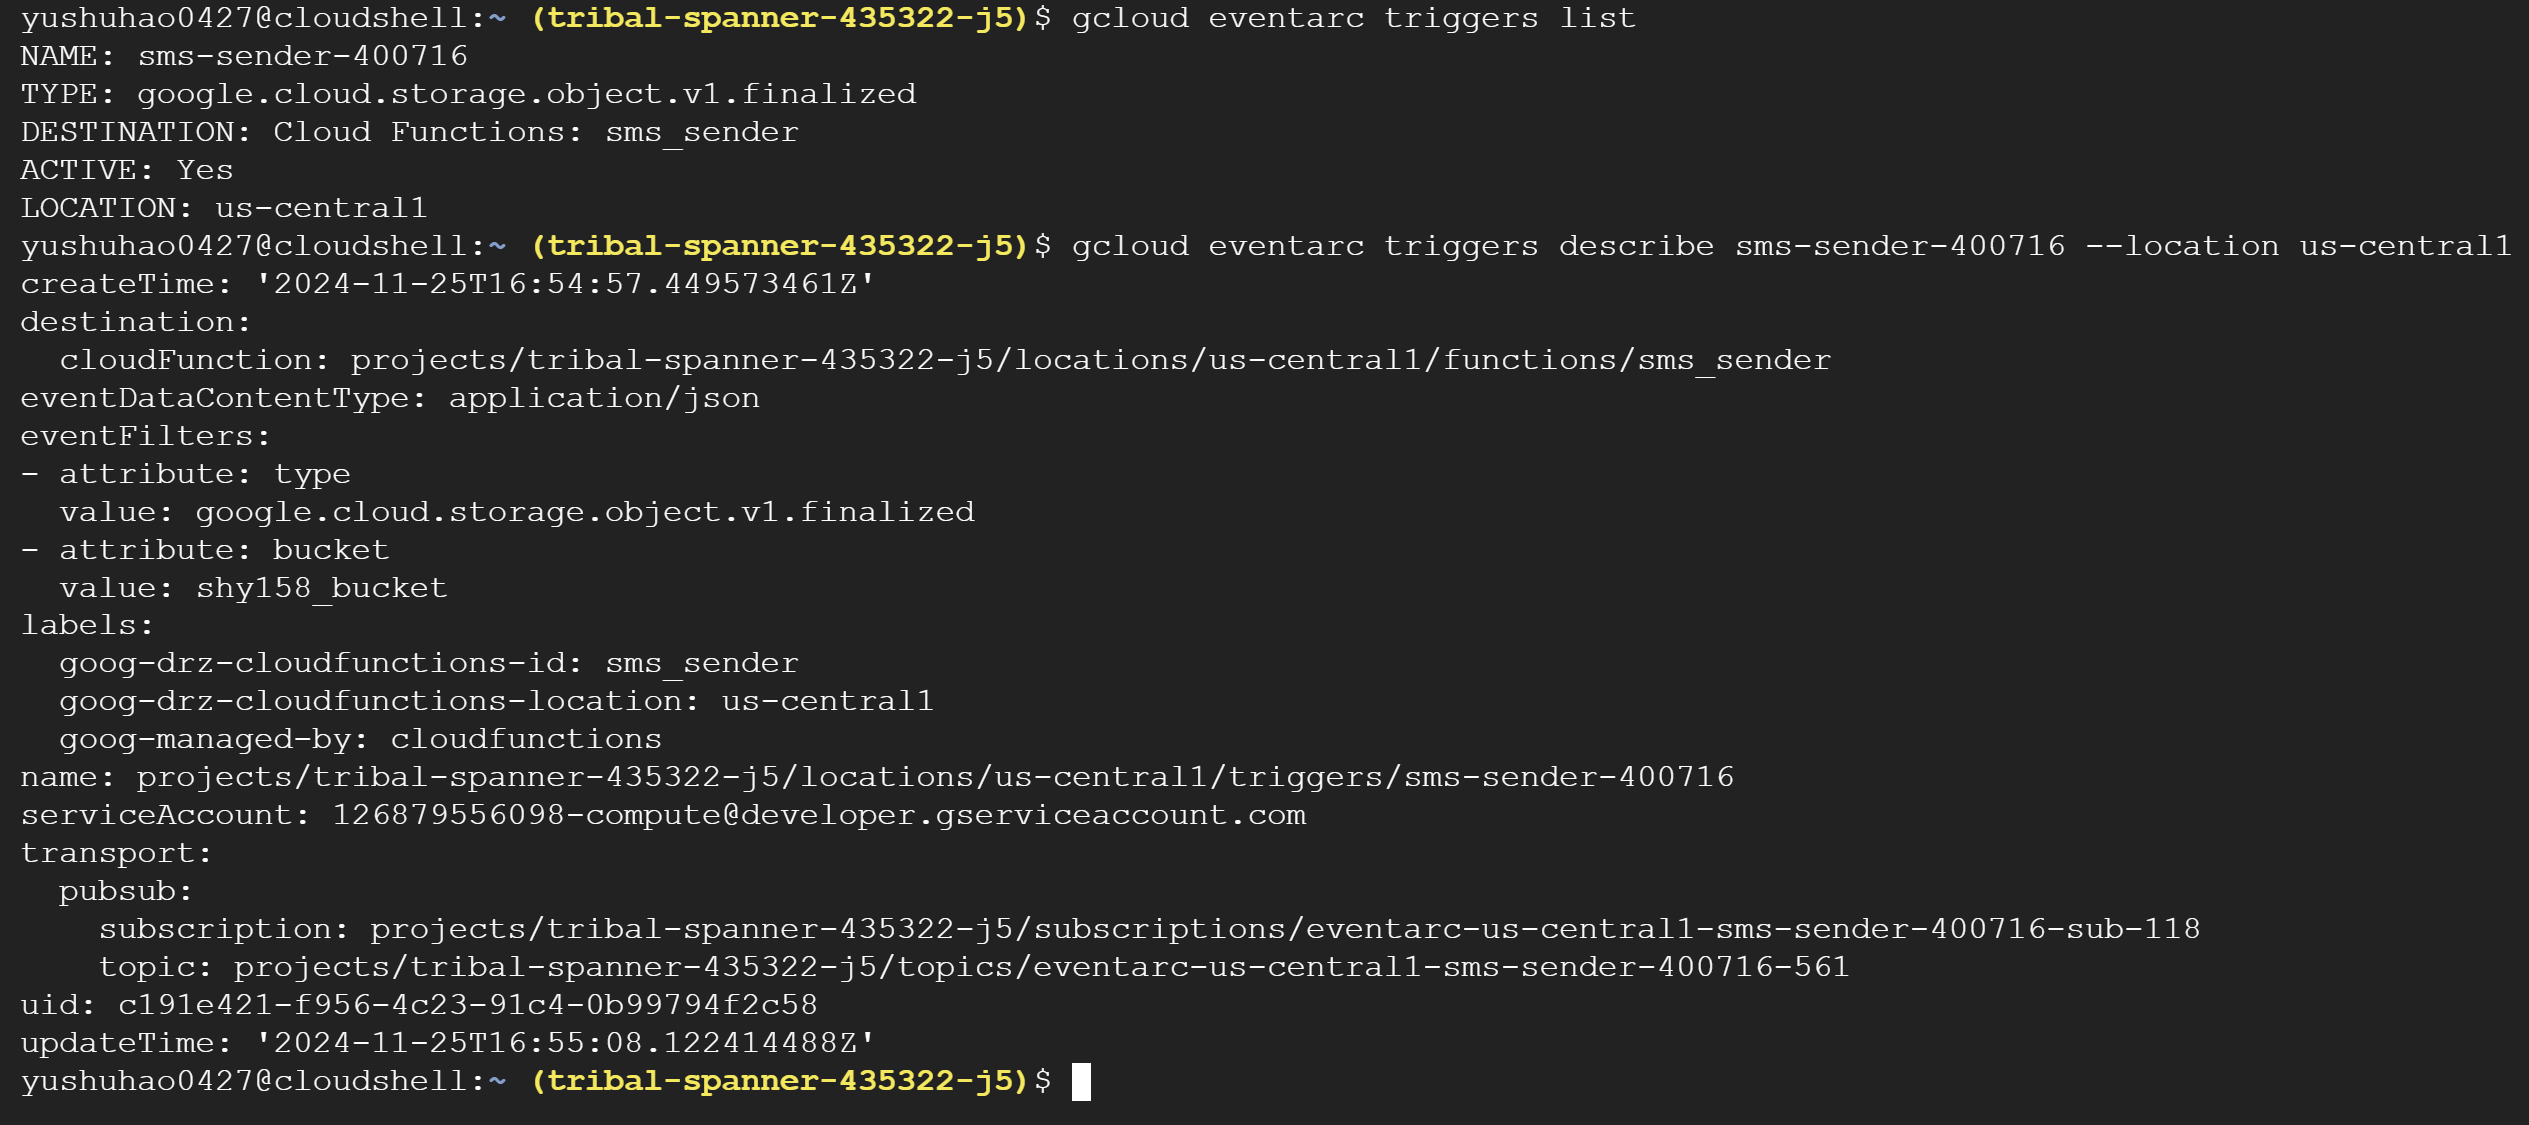 yushuhao0427@cloudshell:~ (tribal-spanner-435322-j5)$ gcloud eventarc triggers list
NAME: sms-sender-400716
TYPE: google.cloud.storage.object.v1.finalized
DESTINATION: Cloud Functions: sms_sender
ACTIVE: Yes
LOCATION: us-central1
yushuhao0427@cloudshell:~ (tribal-spanner-435322-j5)$ gcloud eventarc triggers describe sms-sender-400716 --location us-central1
createTime: '2024-11-25T16:54:57.449573461Z'
destination:
  cloudFunction: projects/tribal-spanner-435322-j5/locations/us-central1/functions/sms_sender
eventDataContentType: application/json
eventFilters:
- attribute: type
  value: google.cloud.storage.object.v1.finalized
- attribute: bucket
  value: shy158_bucket
labels:
  goog-drz-cloudfunctions-id: sms_sender
  goog-drz-cloudfunctions-location: us-central1
  goog-managed-by: cloudfunctions
name: projects/tribal-spanner-435322-j5/locations/us-central1/triggers/sms-sender-400716
serviceAccount: 126879556098-compute@developer.gserviceaccount.com
transport:
  pubsub:
    subscription: projects/tribal-spanner-435322-j5/subscriptions/eventarc-us-central1-sms-sender-400716-sub-118
    topic: projects/tribal-spanner-435322-j5/topics/eventarc-us-central1-sms-sender-400716-561
uid: c191e421-f956-4c23-91c4-0b99794f2c58
updateTime: '2024-11-25T16:55:08.122414488Z'
yushuhao0427@cloudshell:~ (tribal-spanner-435322-j5)$